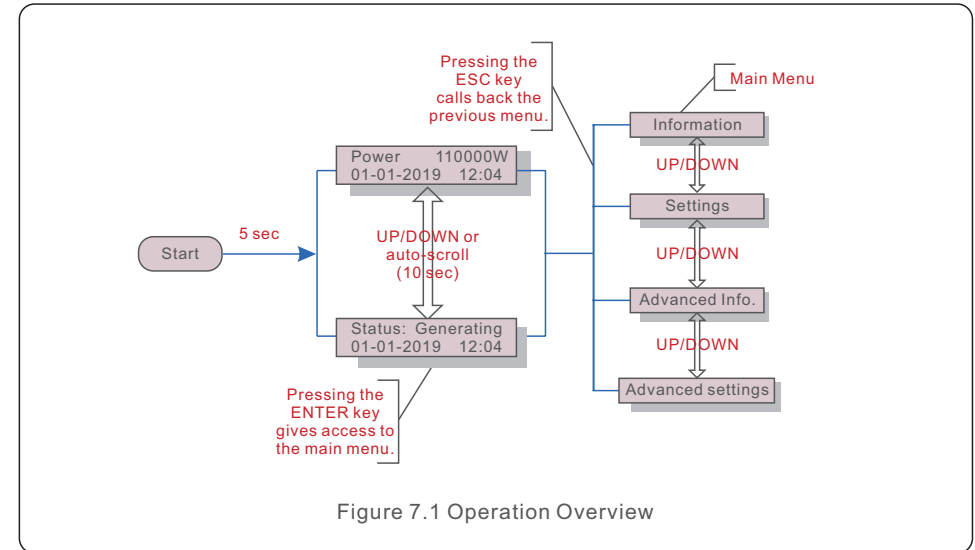 Pressing the
ESC key
calls back the
previous menu.
Main Menu
Information
UP/DOWN
Settings
UP/DOWN
Advanced Info.
UP/DOWN
Advanced settings
Power 110000W
01-01-2019 12:04
5 sec
Start
UP/DOWN or
auto-scroll
(10 sec)
Status: Generating
01-01-2019 12:04
Pressing the
ENTER key
gives access to
the main menu.
Figure 7.1 Operation Overview